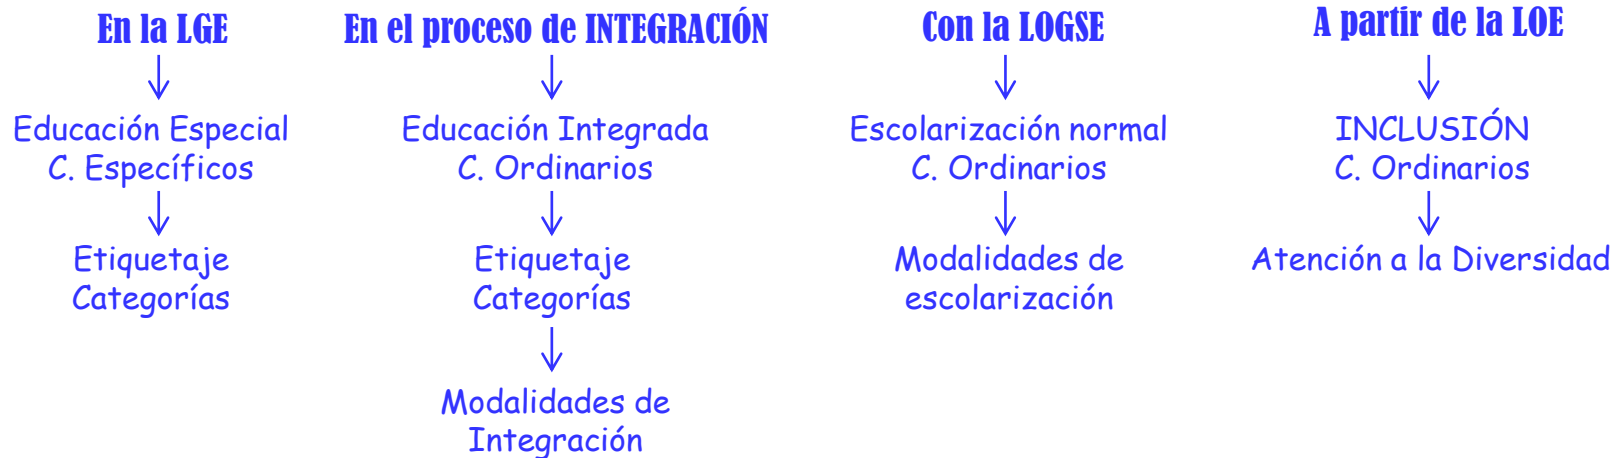 En la LGE
Educación Especial
C. Específicos
Etiquetaje
Categorías
En el proceso de INTEGRACIÓN
Educación Integrada
C. Ordinarios
Etiquetaje
Categorías
Modalidades de
Integración
Con la LOGSE
Escolarización normal
C. Ordinarios
Modalidades de
escolarización
A partir de la LOE
INCLUSIÓN
C. Ordinarios
Atención a la Diversidad